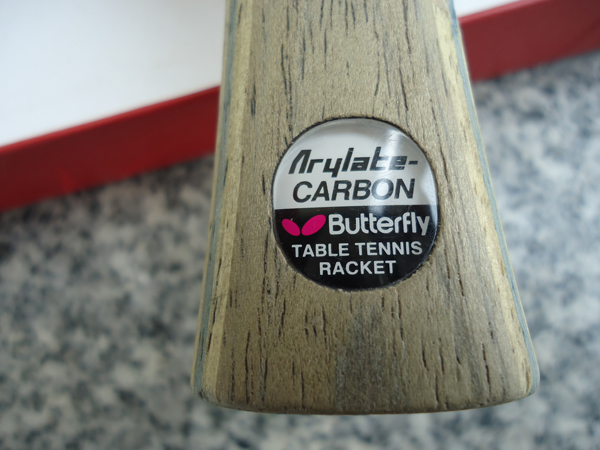 Arylate-
CARBON
Butterfly
TABLE TENNIS
RACKET